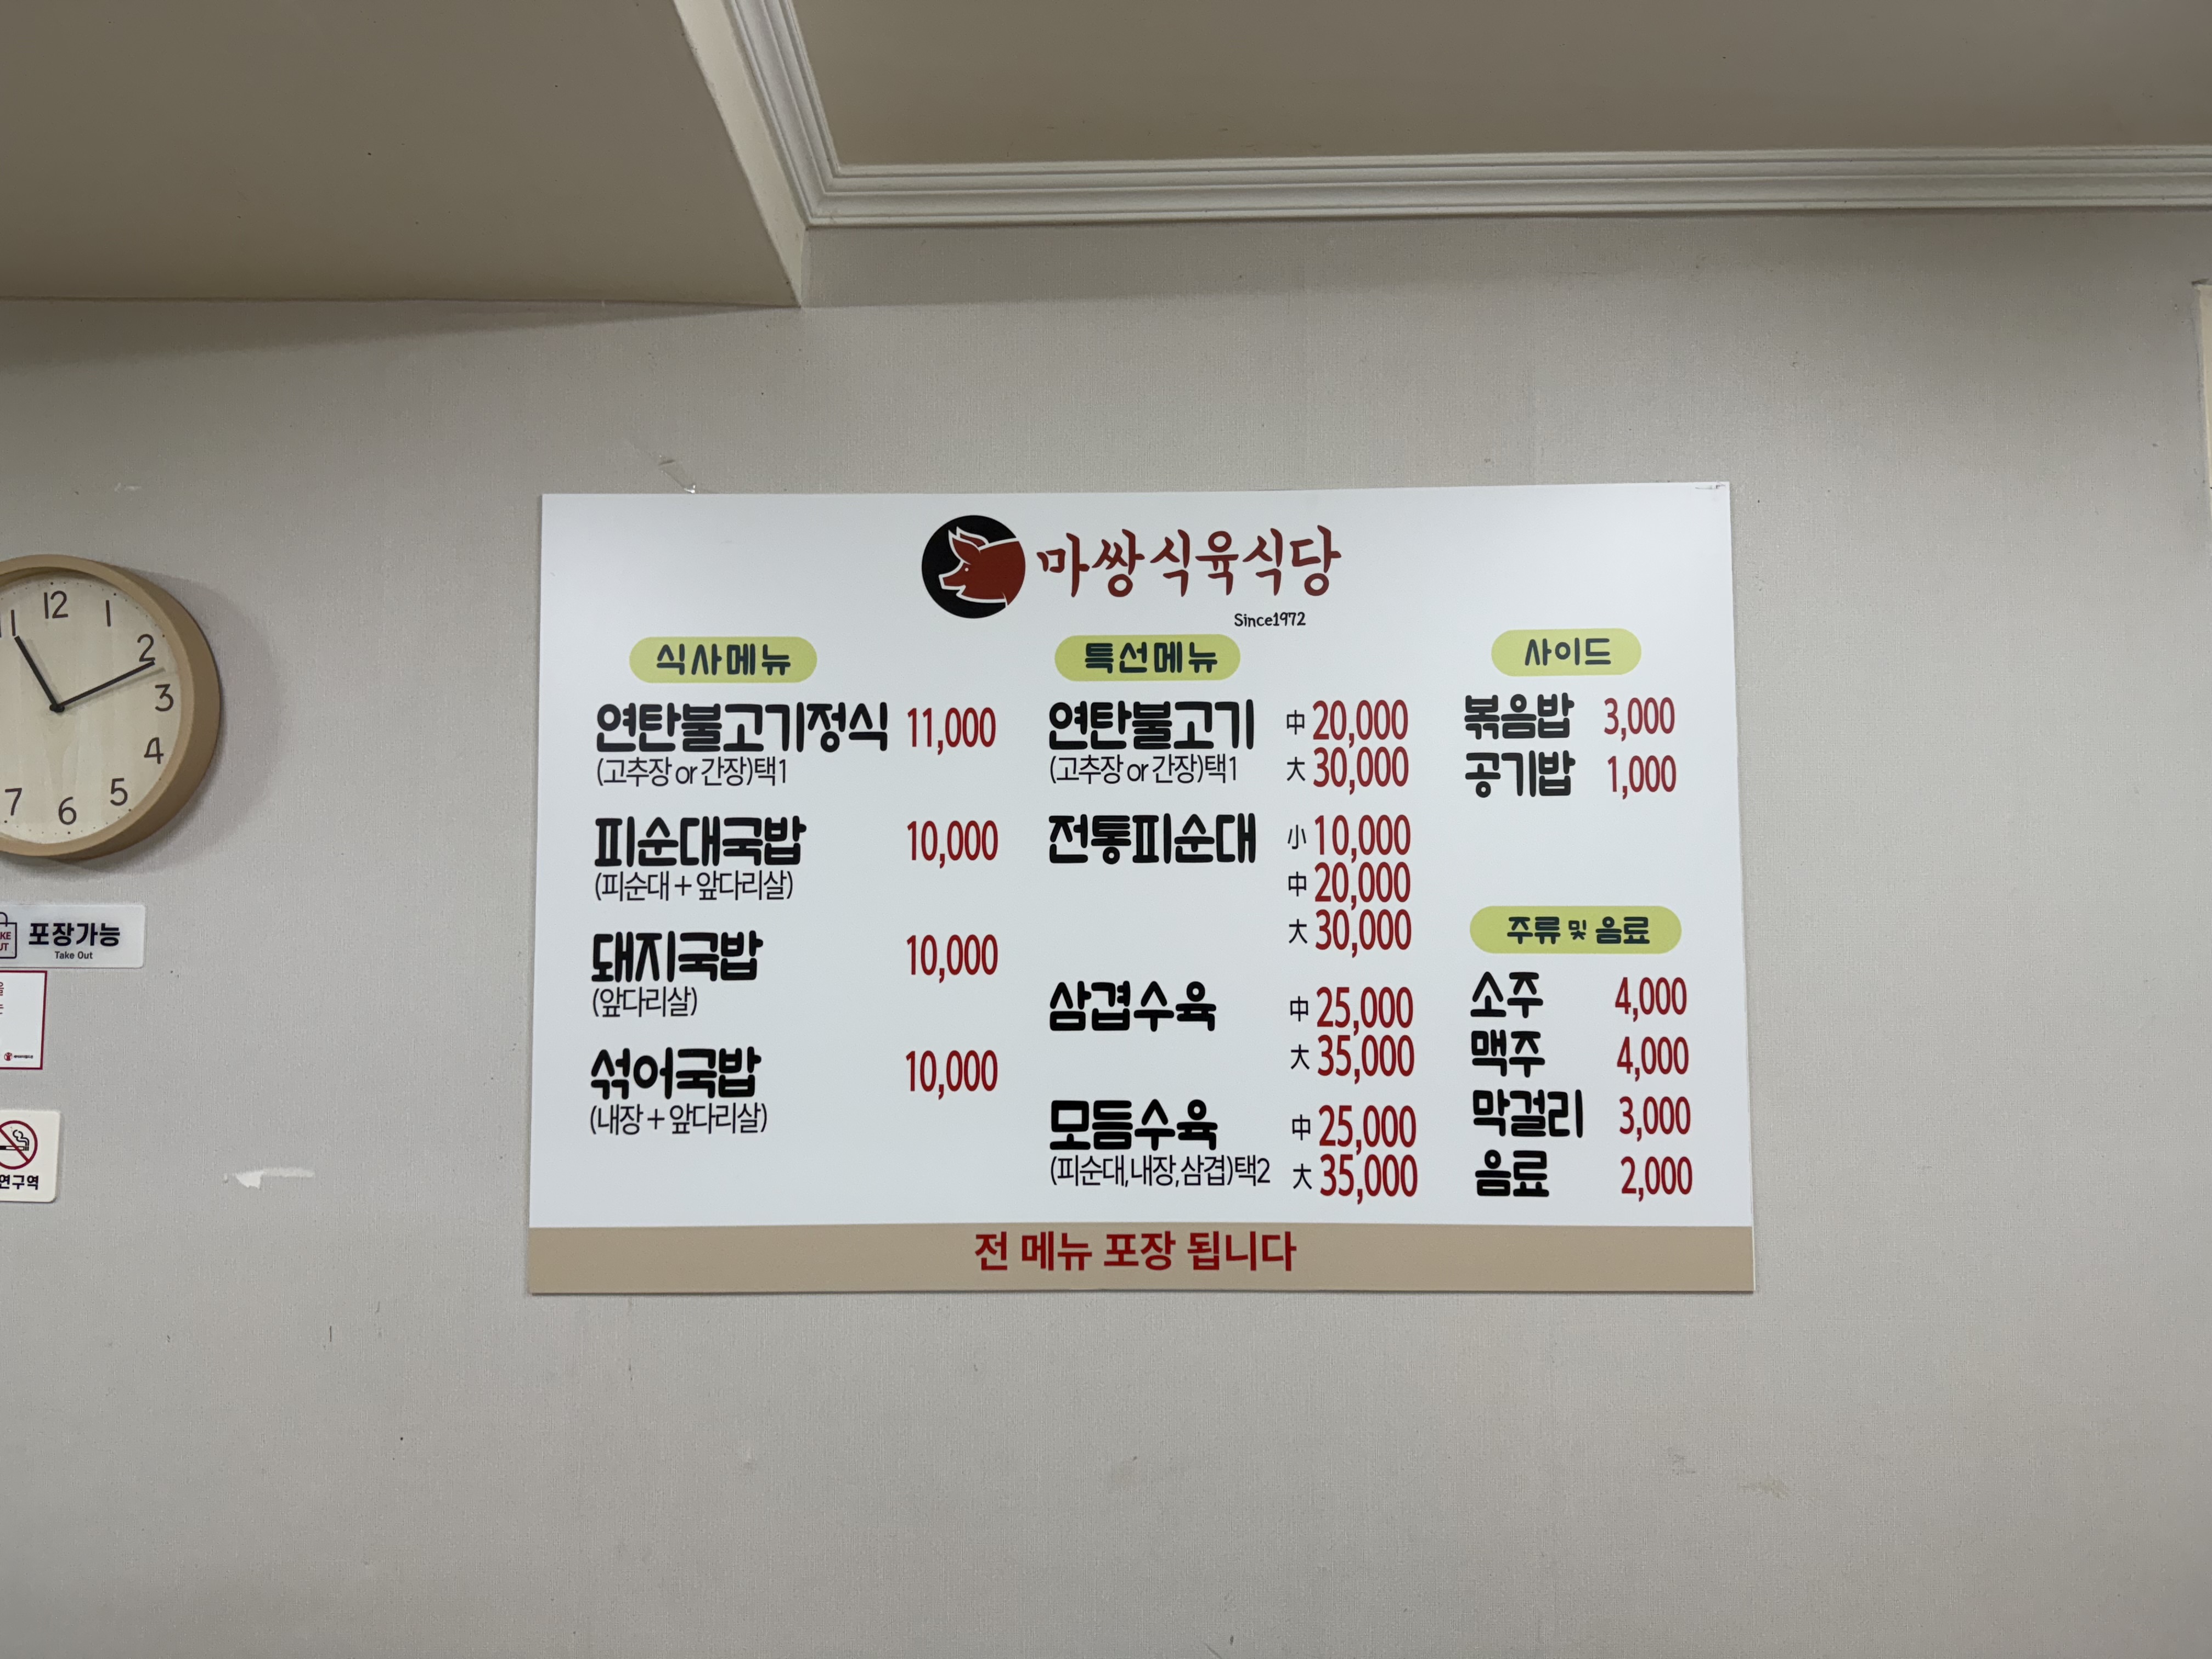 마쌍식육식당
Since1972
식사메뉴
연탄불고기정식 11,000
(고추장 or 간장)택1
피순대국밥 10,000
(피순대 + 앞다리살)
돼지국밥 10,000
(앞다리살)
섞어국밥 10,000
(내장 + 앞다리살)
특선메뉴
연탄불고기 中 20,000
(고추장 or 간장)택1 大 30,000
전통피순대 小 10,000
中 20,000
大 30,000
삼겹수육 中 25,000
大 35,000
모듬수육 中 25,000
(피순대,내장,삼겹)택2 大 35,000
사이드
볶음밥 3,000
공기밥 1,000
주류 및 음료
소주 4,000
맥주 4,000
막걸리 3,000
음료 2,000
전 메뉴 포장 됩니다
12
1
2
3
4
5
6
7
11
포장가능
Take Out
연구역